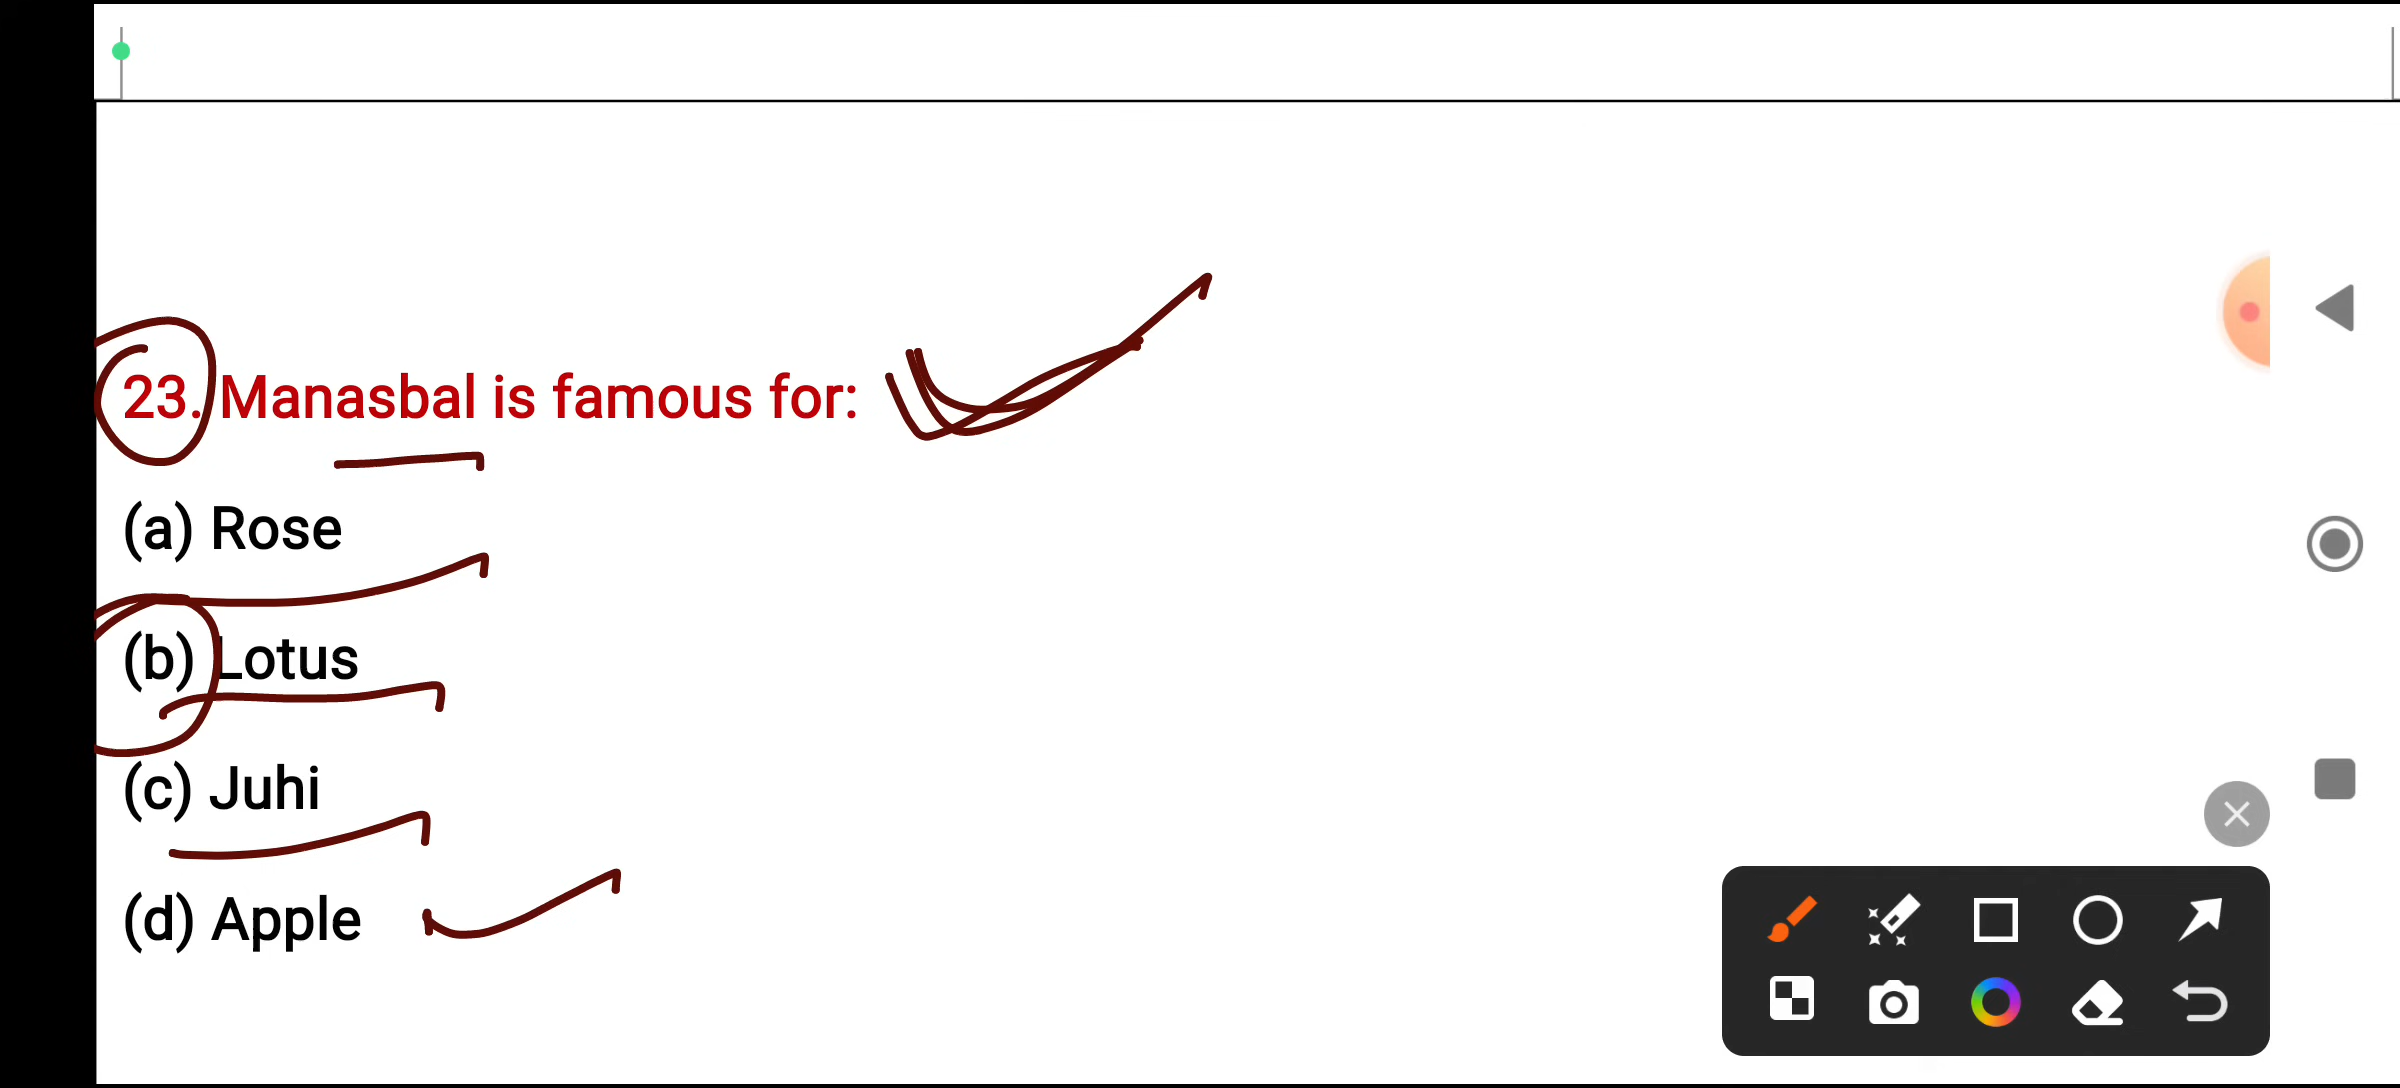 23. Manasbal is famous for:
(a) Rose
(b) Lotus
(c) Juhi
(d) Apple